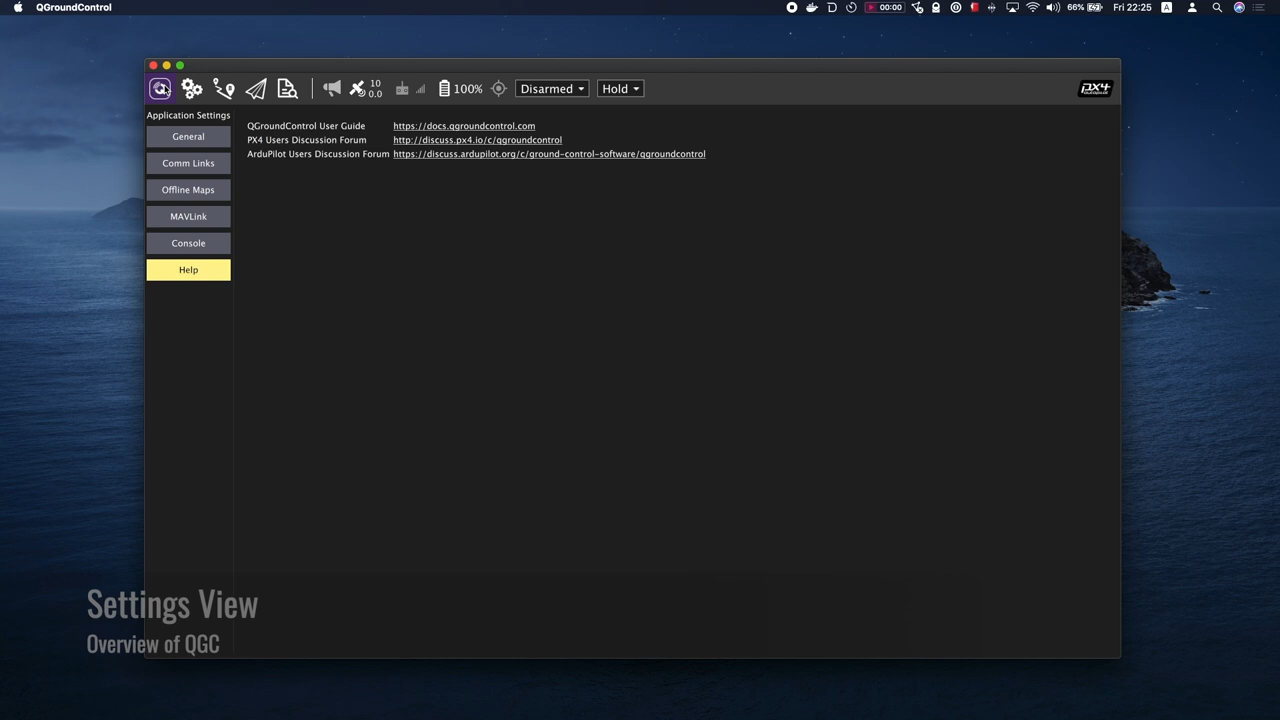 QGroundControl
00:00
66%
Fri 22:25
A
10
0.0
100%
Disarmed
Hold
px4
autopilot
Application Settings
General
Comm Links
Offline Maps
MAVLink
Console
Help
QGroundControl User Guide https://docs.qgroundcontrol.com
PX4 Users Discussion Forum http://discuss.px4.io/c/qgroundcontrol
ArduPilot Users Discussion Forum https://discuss.ardupilot.org/c/ground-control-software/qgroundcontrol
Settings View
Overview of QGC